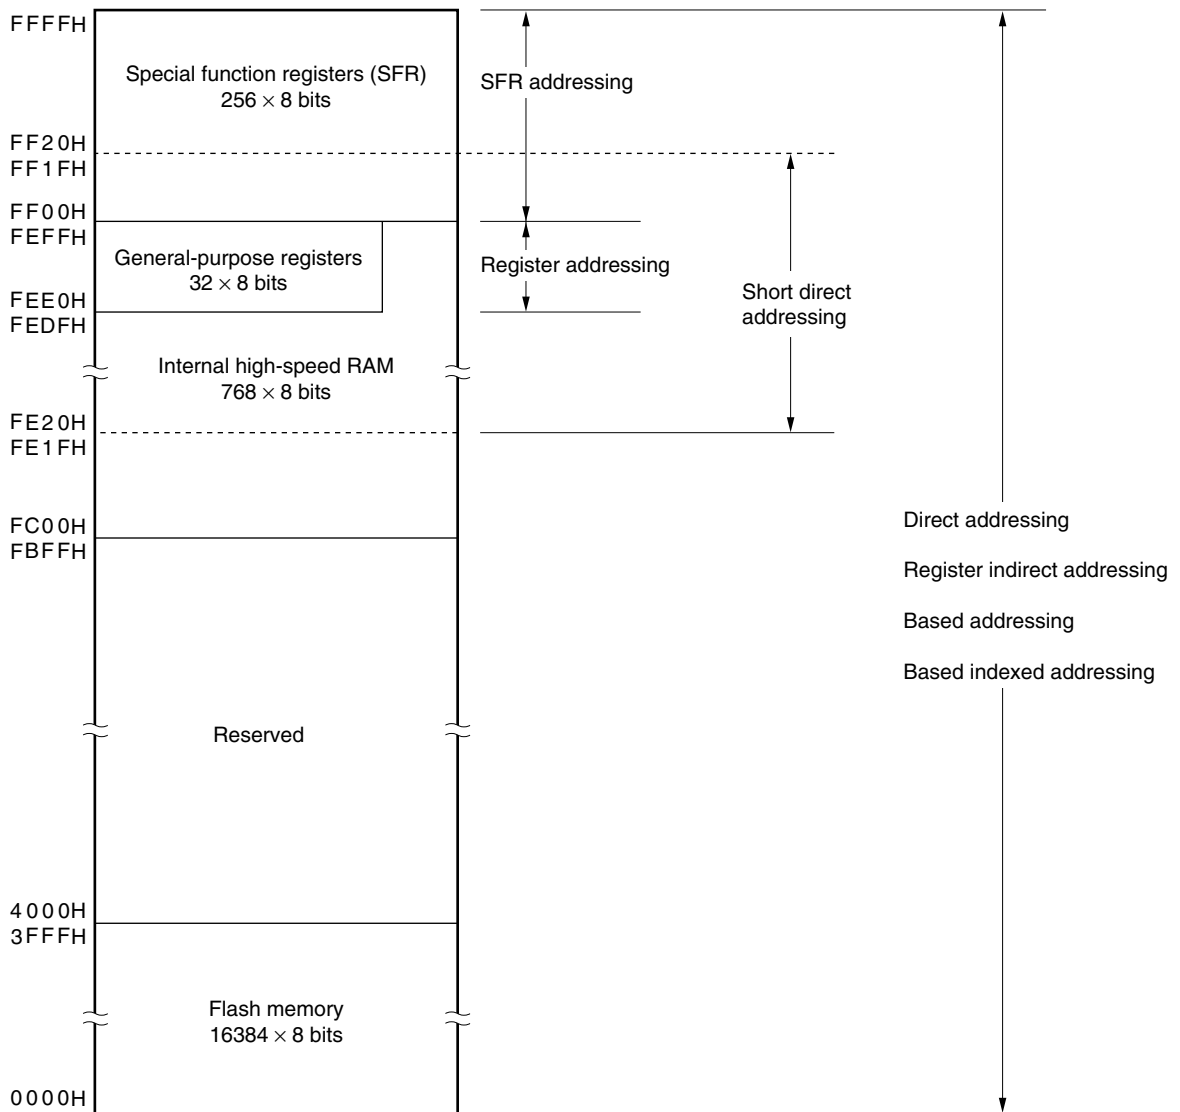 FFFFH
Special function registers (SFR)
256 × 8 bits
SFR addressing
FF20H
FF1FH
FF00H
FEFFH
General-purpose registers
32 × 8 bits
Register addressing
FEE0H
FEDFH
Short direct
addressing
Internal high-speed RAM
768 × 8 bits
FE20H
FE1FH
FC00H
FBFFH
Direct addressing
Register indirect addressing
Based addressing
Based indexed addressing
Reserved
4000H
3FFFH
Flash memory
16384 × 8 bits
0000H